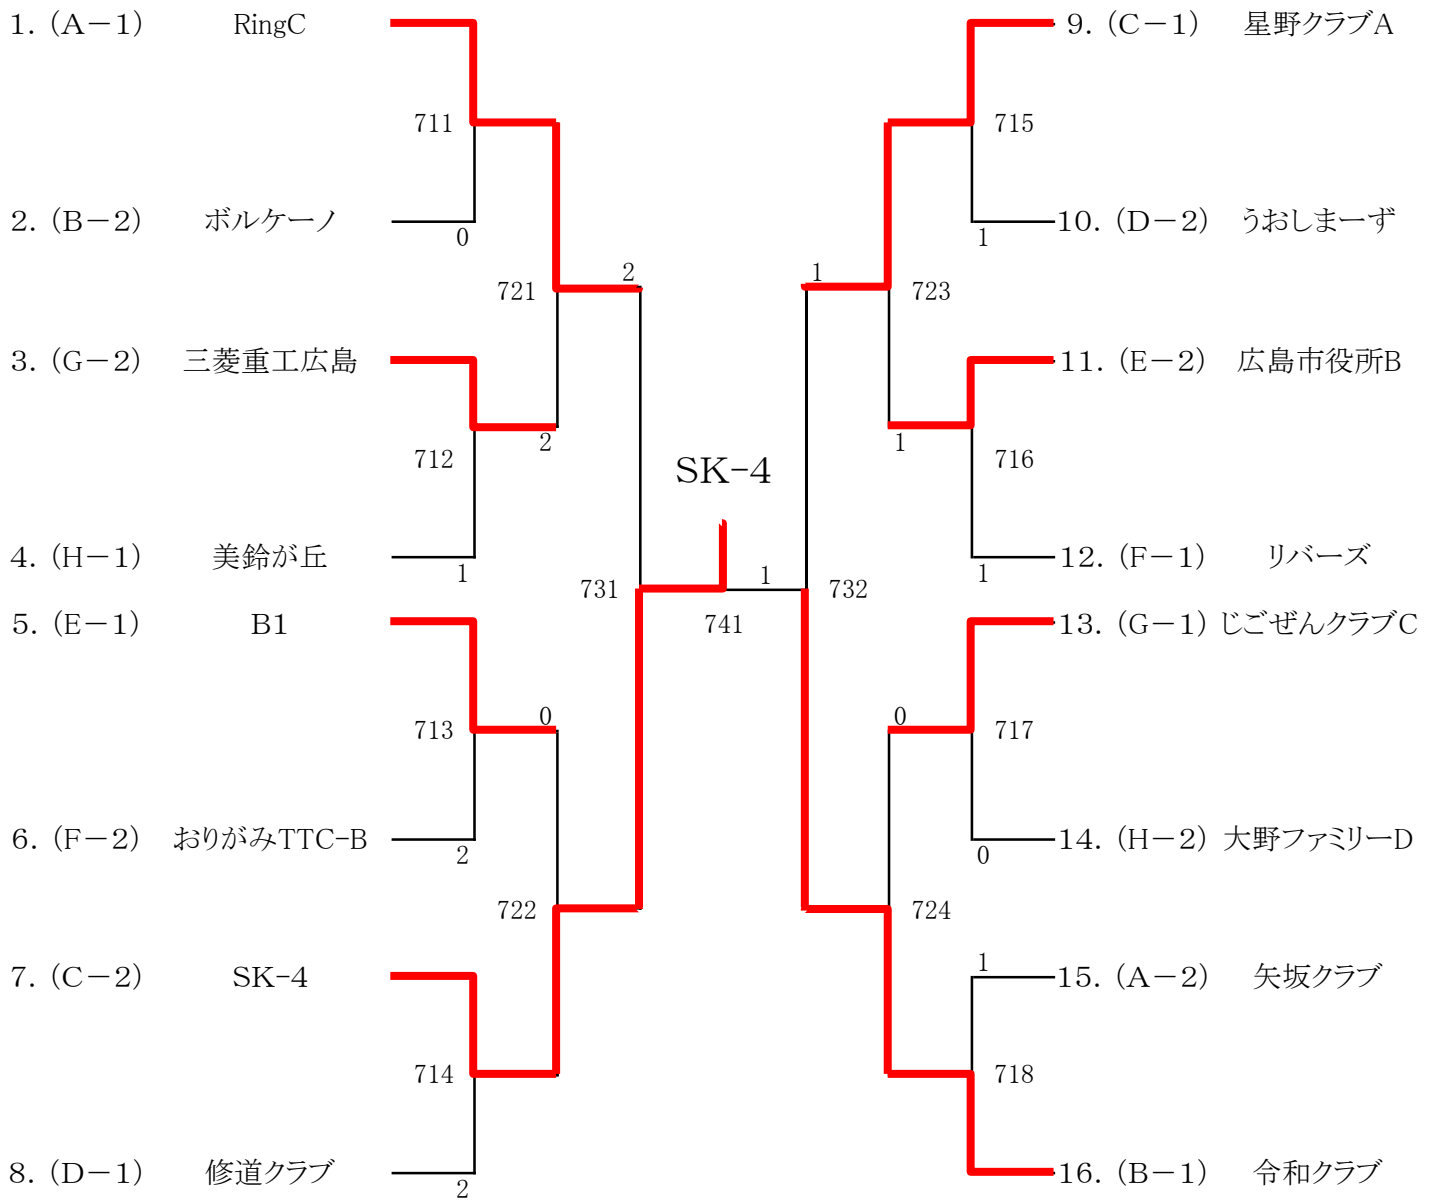 1. (A−1) RingC
711
2. (B−2) ボルケーノ
0
721
2
3. (G−2) 三菱重工広島
712
2
4. (H−1) 美鈴が丘
1
731
5. (E−1) B1
713
0
6. (F−2) おりがみTTC-B
2
722
7. (C−2) SK-4
714
8. (D−1) 修道クラブ
2
SK-4
1
741
9. (C−1) 星野クラブA
715
10. (D−2) うおしまーず
1
1
723
11. (E−2) 広島市役所B
1
716
12. (F−1) リバーズ
1
732
13. (G−1) じごぜんクラブC
0
717
14. (H−2) 大野ファミリーD
0
724
15. (A−2) 矢坂クラブ
1
718
16. (B−1) 令和クラブ